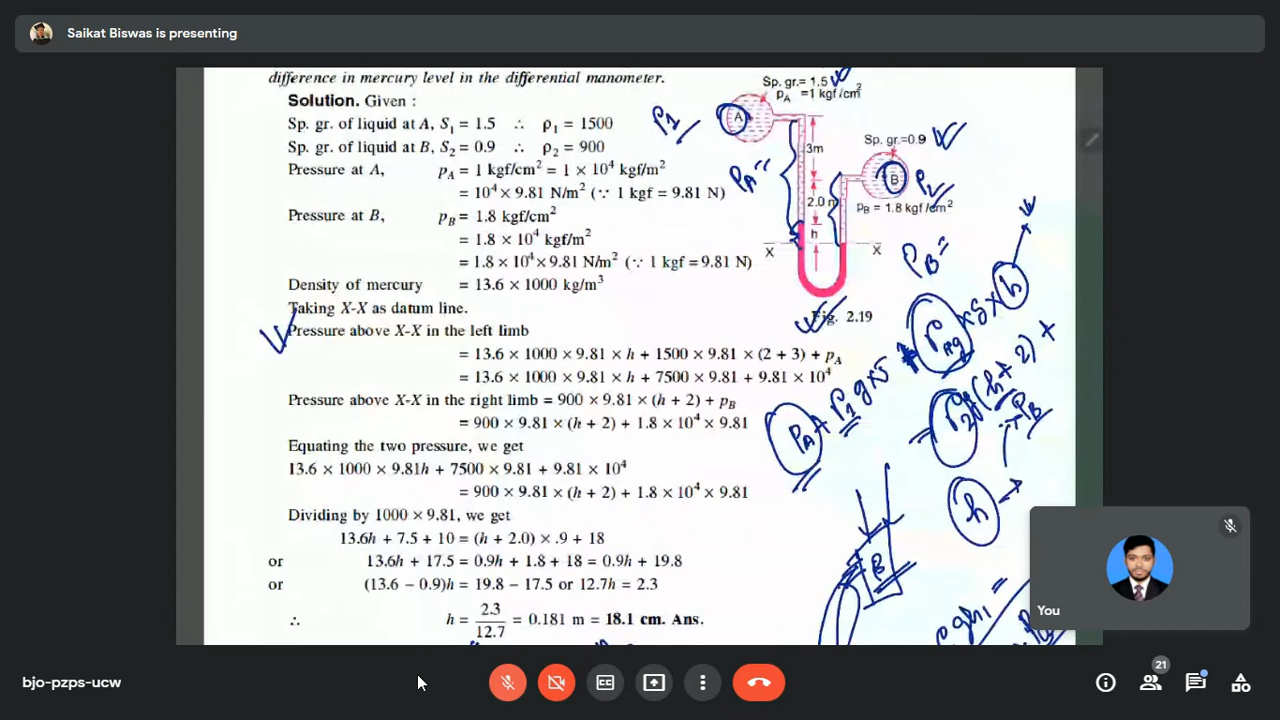 Saikat Biswas is presenting
difference in mercury level in the differential manometer.
Solution. Given :
Sp. gr. of liquid at A, S₁ = 1.5 ∴ ρ₁ = 1500
Sp. gr. of liquid at B, S₂ = 0.9 ∴ ρ₂ = 900
Pressure at A, p_A = 1 kgf/cm² = 1 × 10⁴ kgf/m²
= 10⁴ × 9.81 N/m² (∵ 1 kgf = 9.81 N)
Pressure at B, p_B = 1.8 kgf/cm²
= 1.8 × 10⁴ kgf/m²
= 1.8 × 10⁴ × 9.81 N/m² (∵ 1 kgf = 9.81 N)
Density of mercury = 13.6 × 1000 kg/m³
Taking X-X as datum line.
Pressure above X-X in the left limb
= 13.6 × 1000 × 9.81 × h + 1500 × 9.81 × (2 + 3) + p_A
= 13.6 × 1000 × 9.81 × h + 7500 × 9.81 + 9.81 × 10⁴
Pressure above X-X in the right limb = 900 × 9.81 × (h + 2) + p_B
= 900 × 9.81 × (h + 2) + 1.8 × 10⁴ × 9.81
Equating the two pressure, we get
13.6 × 1000 × 9.81h + 7500 × 9.81 + 9.81 × 10⁴
= 900 × 9.81 × (h + 2) + 1.8 × 10⁴ × 9.81
Dividing by 1000 × 9.81, we get
13.6h + 7.5 + 10 = (h + 2.0) × .9 + 18
or 13.6h + 17.5 = 0.9h + 1.8 + 18 = 0.9h + 19.8
or (13.6 – 0.9)h = 19.8 – 17.5 or 12.7h = 2.3
∴ h = 2.3/12.7 = 0.181 m = 18.1 cm. Ans.
Sp. gr.= 1.5
p_A =1 kgf /cm²
P₁
A
3m
Sp. gr.=0.9
P_A =
B
P₂
2.0 m
p_B = 1.8 kgf /cm²
h
X X
P_B =
Fig. 2.19
P_A + ρ₁ g × 5 + ρ_Hg × g × h
= ρ₂ g (h + 2) +
P_B
h
B
You
bjo-pzps-ucw
21